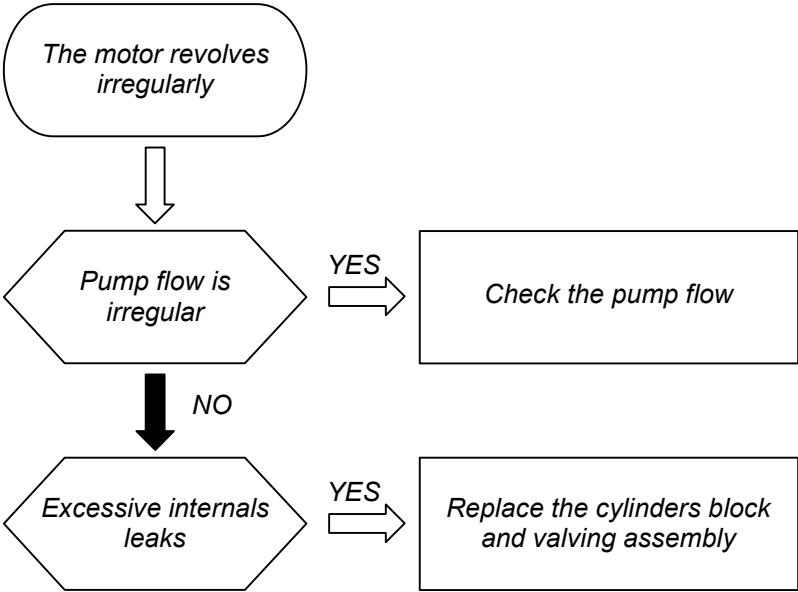 The motor revolves
irregularly
Pump flow is
irregular
YES
Check the pump flow
NO
Excessive internals
leaks
YES
Replace the cylinders block
and valving assembly